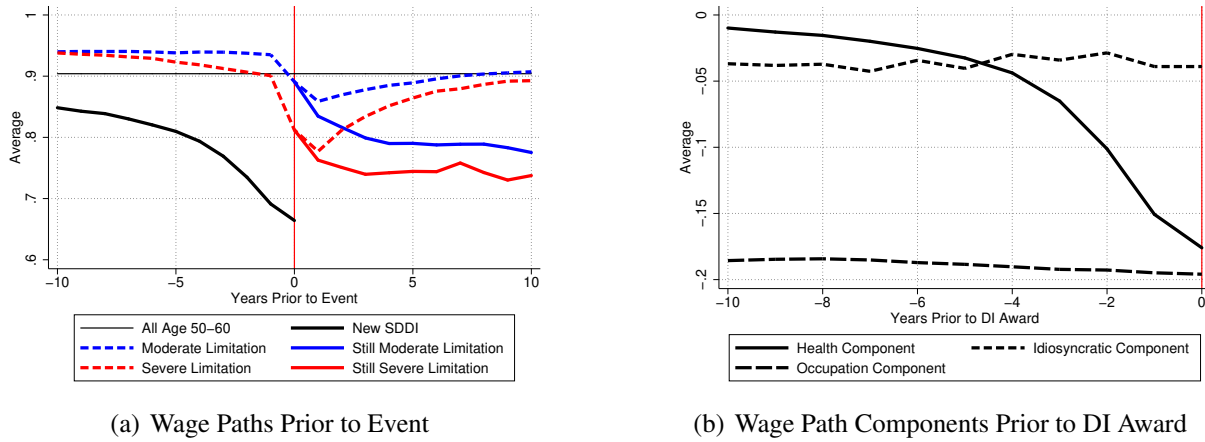 1
.9
.8
.7
.6
Average
−10
−5
0
5
10
Years Prior to Event
All Age 50−60
New SDDI
Moderate Limitation
Still Moderate Limitation
Severe Limitation
Still Severe Limitation
(a) Wage Paths Prior to Event
0
−.05
−.1
−.15
−.2
Average
−10
−8
−6
−4
−2
0
Years Prior to DI Award
Health Component
Idiosyncratic Component
Occupation Component
(b) Wage Path Components Prior to DI Award